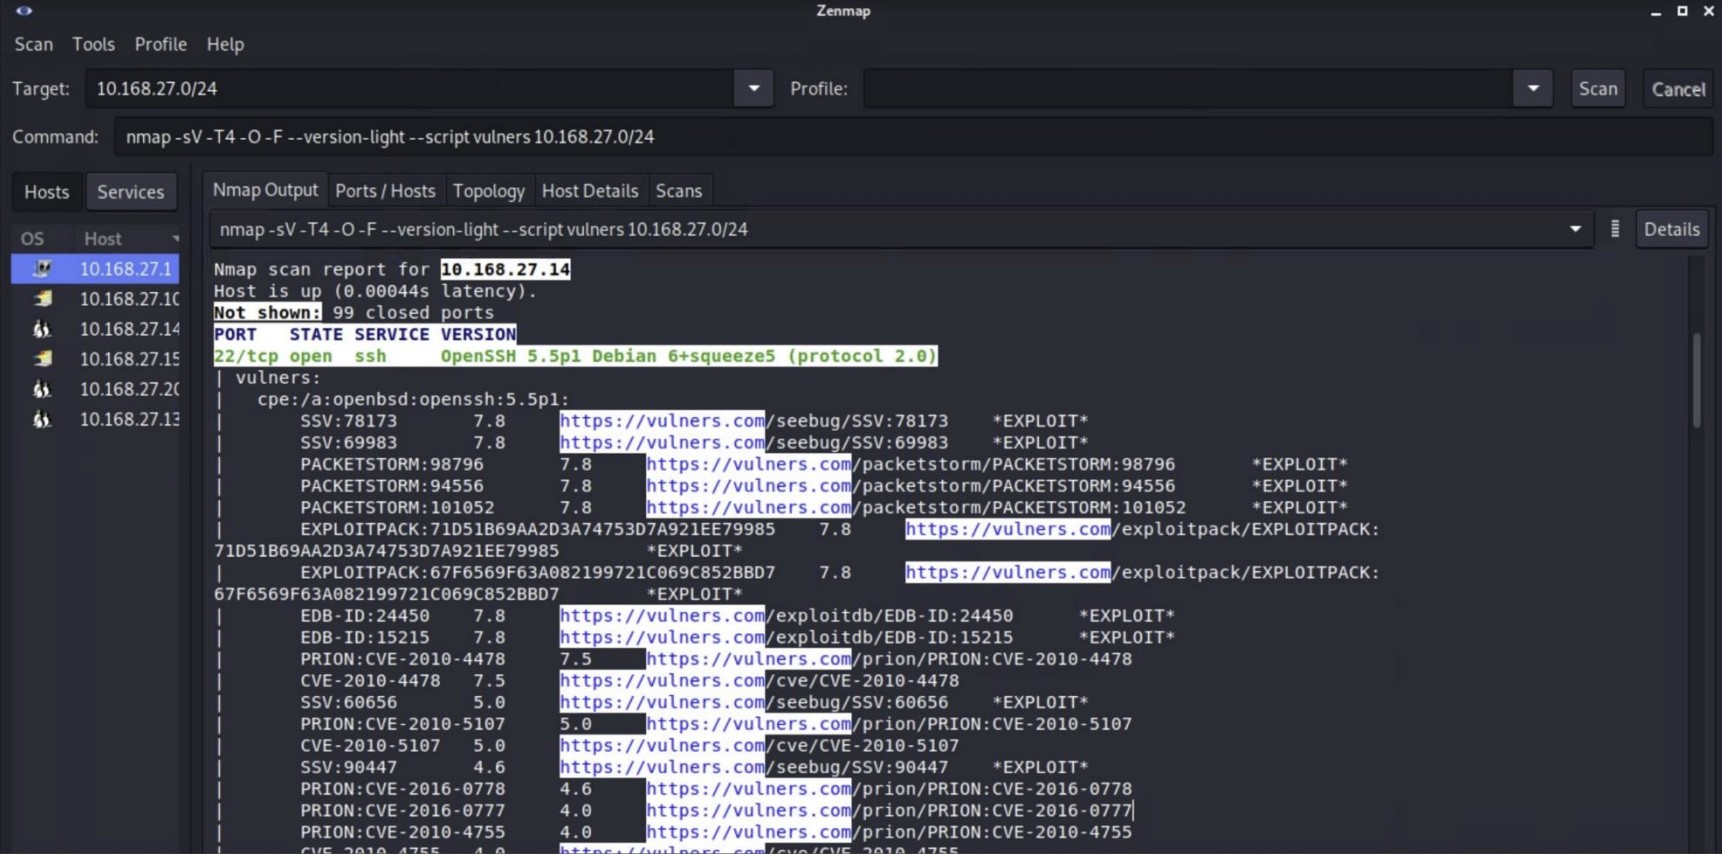 Zenmap
Scan Tools Profile Help
Target: 10.168.27.0/24 Profile: Scan Cancel
Command: nmap -sV -T4 -O -F --version-light --script vulners 10.168.27.0/24
Hosts Services Nmap Output Ports / Hosts Topology Host Details Scans
nmap -sV -T4 -O -F --version-light --script vulners 10.168.27.0/24 Details
OS Host
10.168.27.1
10.168.27.10
10.168.27.14
10.168.27.15
10.168.27.20
10.168.27.13
Nmap scan report for 10.168.27.14
Host is up (0.00044s latency).
Not shown: 99 closed ports
PORT STATE SERVICE VERSION
22/tcp open ssh OpenSSH 5.5p1 Debian 6+squeeze5 (protocol 2.0)
| vulners:
| cpe:/a:openbsd:openssh:5.5p1:
| SSV:78173 7.8 https://vulners.com/seebug/SSV:78173 *EXPLOIT*
| SSV:69983 7.8 https://vulners.com/seebug/SSV:69983 *EXPLOIT*
| PACKETSTORM:98796 7.8 https://vulners.com/packetstorm/PACKETSTORM:98796 *EXPLOIT*
| PACKETSTORM:94556 7.8 https://vulners.com/packetstorm/PACKETSTORM:94556 *EXPLOIT*
| PACKETSTORM:101052 7.8 https://vulners.com/packetstorm/PACKETSTORM:101052 *EXPLOIT*
| EXPLOITPACK:71D51B69AA2D3A74753D7A921EE79985 7.8 https://vulners.com/exploitpack/EXPLOITPACK:
71D51B69AA2D3A74753D7A921EE79985 *EXPLOIT*
| EXPLOITPACK:67F6569F63A082199721C069C852BBD7 7.8 https://vulners.com/exploitpack/EXPLOITPACK:
67F6569F63A082199721C069C852BBD7 *EXPLOIT*
| EDB-ID:24450 7.8 https://vulners.com/exploitdb/EDB-ID:24450 *EXPLOIT*
| EDB-ID:15215 7.8 https://vulners.com/exploitdb/EDB-ID:15215 *EXPLOIT*
| PRION:CVE-2010-4478 7.5 https://vulners.com/prion/PRION:CVE-2010-4478
| CVE-2010-4478 7.5 https://vulners.com/cve/CVE-2010-4478
| SSV:60656 5.0 https://vulners.com/seebug/SSV:60656 *EXPLOIT*
| PRION:CVE-2010-5107 5.0 https://vulners.com/prion/PRION:CVE-2010-5107
| CVE-2010-5107 5.0 https://vulners.com/cve/CVE-2010-5107
| SSV:90447 4.6 https://vulners.com/seebug/SSV:90447 *EXPLOIT*
| PRION:CVE-2016-0778 4.6 https://vulners.com/prion/PRION:CVE-2016-0778
| PRION:CVE-2016-0777 4.0 https://vulners.com/prion/PRION:CVE-2016-0777
| PRION:CVE-2010-4755 4.0 https://vulners.com/prion/PRION:CVE-2010-4755
| CVE-2010-4755 4.0 https://vulners.com/cve/CVE-2010-4755